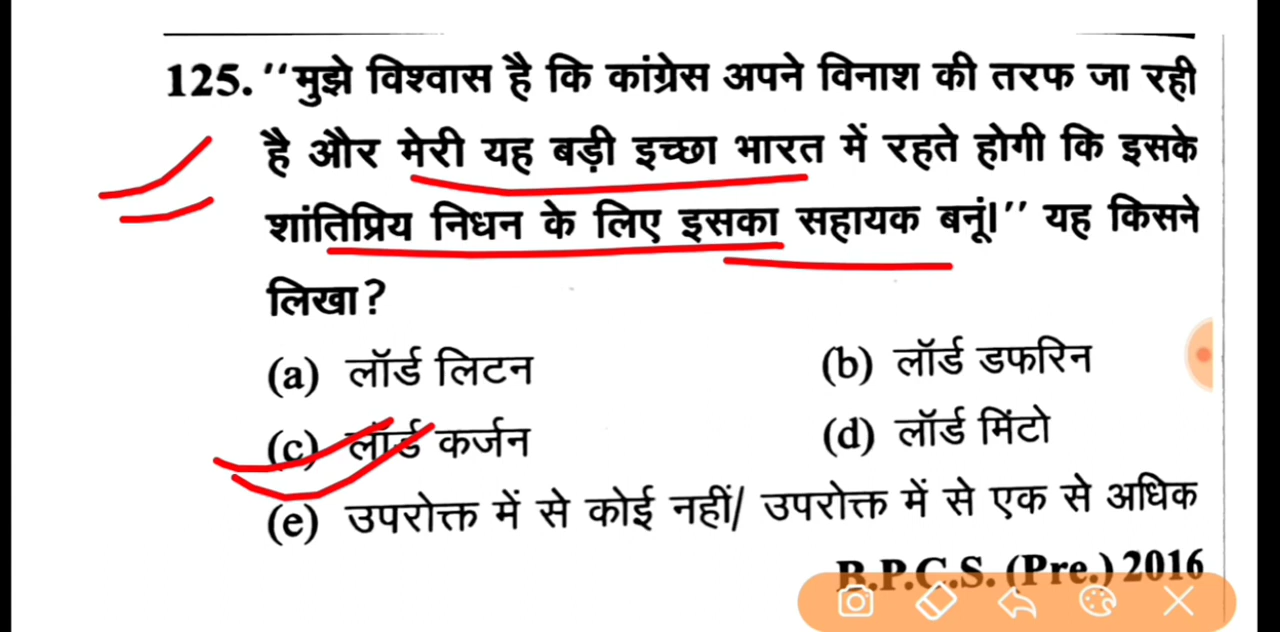 125. ‘‘मुझे विश्वास है कि कांग्रेस अपने विनाश की तरफ जा रही
है और मेरी यह बड़ी इच्छा भारत में रहते होगी कि इसके
शांतिप्रिय निधन के लिए इसका सहायक बनूं।’’ यह किसने
लिखा?
(a) लॉर्ड लिटन (b) लॉर्ड डफरिन
(c) लॉर्ड कर्जन (d) लॉर्ड मिंटो
(e) उपरोक्त में से कोई नहीं/ उपरोक्त में से एक से अधिक
B.P.C.S. (Pre.) 2016